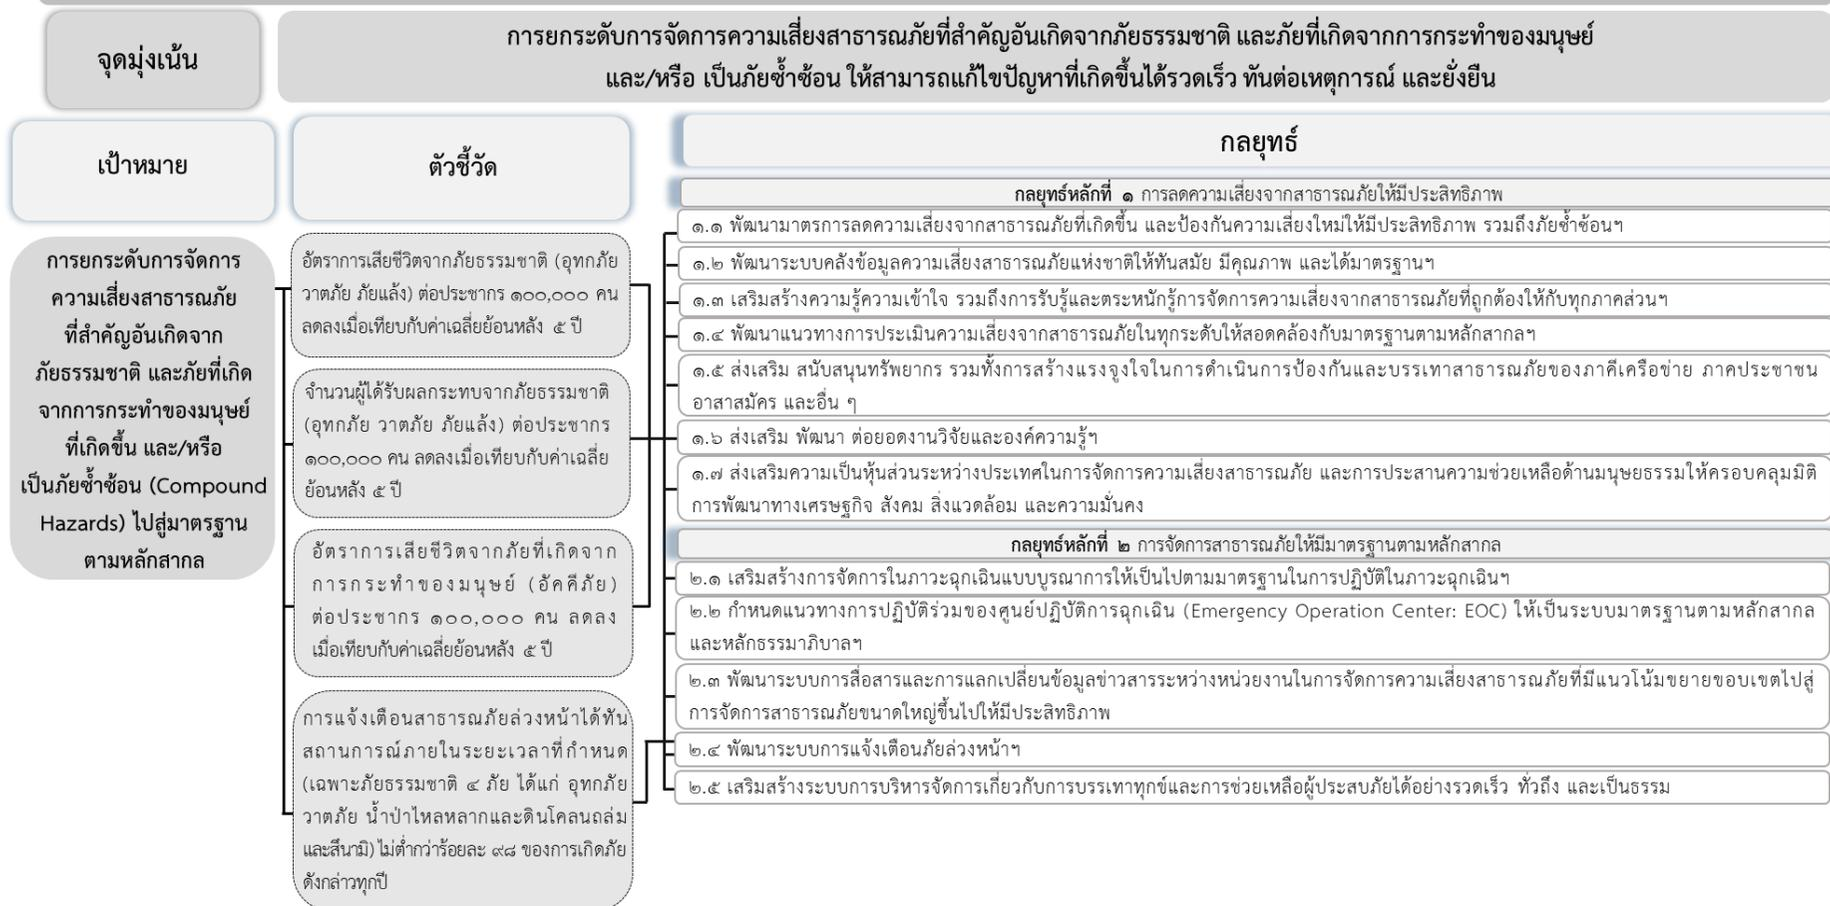 จุดมุ่งเน้น
การยกระดับการจัดการความเสี่ยงสาธารณภัยที่สำคัญอันเกิดจากภัยธรรมชาติ และภัยที่เกิดจากการกระทำของมนุษย์
และ/หรือ เป็นภัยซ้ำซ้อน ให้สามารถแก้ไขปัญหาที่เกิดขึ้นได้รวดเร็ว ทันต่อเหตุการณ์ และยั่งยืน
เป้าหมาย
การยกระดับการจัดการ
ความเสี่ยงสาธารณภัย
ที่สำคัญอันเกิดจาก
ภัยธรรมชาติ และภัยที่เกิด
จากการกระทำของมนุษย์
ที่เกิดขึ้น และ/หรือ
เป็นภัยซ้ำซ้อน (Compound
Hazards) ไปสู่มาตรฐาน
ตามหลักสากล
ตัวชี้วัด
อัตราการเสียชีวิตจากภัยธรรมชาติ (อุทกภัย
วาตภัย ภัยแล้ง) ต่อประชากร ๑๐๐,๐๐๐ คน
ลดลงเมื่อเทียบกับค่าเฉลี่ยย้อนหลัง ๕ ปี
จำนวนผู้ได้รับผลกระทบจากภัยธรรมชาติ
(อุทกภัย วาตภัย ภัยแล้ง) ต่อประชากร
๑๐๐,๐๐๐ คน ลดลงเมื่อเทียบกับค่าเฉลี่ย
ย้อนหลัง ๕ ปี
อัตราการเสียชีวิตจากภัยที่เกิดจาก
การกระทำของมนุษย์ (อัคคีภัย)
ต่อประชากร ๑๐๐,๐๐๐ คน ลดลง
เมื่อเทียบกับค่าเฉลี่ยย้อนหลัง ๕ ปี
การแจ้งเตือนสาธารณภัยล่วงหน้าได้ทัน
สถานการณ์ภายในระยะเวลาที่กำหนด
(เฉพาะภัยธรรมชาติ ๔ ภัย ได้แก่ อุทกภัย
วาตภัย น้ำป่าไหลหลากและดินโคลนถล่ม
และสึนามิ) ไม่ต่ำกว่าร้อยละ ๙๘ ของการเกิดภัย
ดังกล่าวทุกปี
กลยุทธ์
กลยุทธ์หลักที่ ๑ การลดความเสี่ยงจากสาธารณภัยให้มีประสิทธิภาพ
๑.๑ พัฒนามาตรการลดความเสี่ยงจากสาธารณภัยที่เกิดขึ้น และป้องกันความเสี่ยงใหม่ให้มีประสิทธิภาพ รวมถึงภัยซ้ำซ้อนฯ
๑.๒ พัฒนาระบบคลังข้อมูลความเสี่ยงสาธารณภัยแห่งชาติให้ทันสมัย มีคุณภาพ และได้มาตรฐานฯ
๑.๓ เสริมสร้างความรู้ความเข้าใจ รวมถึงการรับรู้และตระหนักรู้การจัดการความเสี่ยงจากสาธารณภัยที่ถูกต้องให้กับทุกภาคส่วนฯ
๑.๔ พัฒนาแนวทางการประเมินความเสี่ยงจากสาธารณภัยในทุกระดับให้สอดคล้องกับมาตรฐานตามหลักสากลฯ
๑.๕ ส่งเสริม สนับสนุนทรัพยากร รวมทั้งการสร้างแรงจูงใจในการดำเนินการป้องกันและบรรเทาสาธารณภัยของภาคีเครือข่าย ภาคประชาชน
อาสาสมัคร และอื่น ๆ
๑.๖ ส่งเสริม พัฒนา ต่อยอดงานวิจัยและองค์ความรู้ฯ
๑.๗ ส่งเสริมความเป็นหุ้นส่วนระหว่างประเทศในการจัดการความเสี่ยงสาธารณภัย และการประสานความช่วยเหลือด้านมนุษยธรรมให้ครอบคลุมมิติ
การพัฒนาทางเศรษฐกิจ สังคม สิ่งแวดล้อม และความมั่นคง
กลยุทธ์หลักที่ ๒ การจัดการสาธารณภัยให้มีมาตรฐานตามหลักสากล
๒.๑ เสริมสร้างการจัดการในภาวะฉุกเฉินแบบบูรณาการให้เป็นไปตามมาตรฐานในการปฏิบัติในภาวะฉุกเฉินฯ
๒.๒ กำหนดแนวทางการปฏิบัติร่วมของศูนย์ปฏิบัติการฉุกเฉิน (Emergency Operation Center: EOC) ให้เป็นระบบมาตรฐานตามหลักสากล
และหลักธรรมาภิบาลฯ
๒.๓ พัฒนาระบบการสื่อสารและการแลกเปลี่ยนข้อมูลข่าวสารระหว่างหน่วยงานในการจัดการความเสี่ยงสาธารณภัยที่มีแนวโน้มขยายขอบเขตไปสู่
การจัดการสาธารณภัยขนาดใหญ่ขึ้นไปให้มีประสิทธิภาพ
๒.๔ พัฒนาระบบการแจ้งเตือนภัยล่วงหน้าฯ
๒.๕ เสริมสร้างระบบการบริหารจัดการเกี่ยวกับการบรรเทาทุกข์และการช่วยเหลือผู้ประสบภัยได้อย่างรวดเร็ว ทั่วถึง และเป็นธรรม